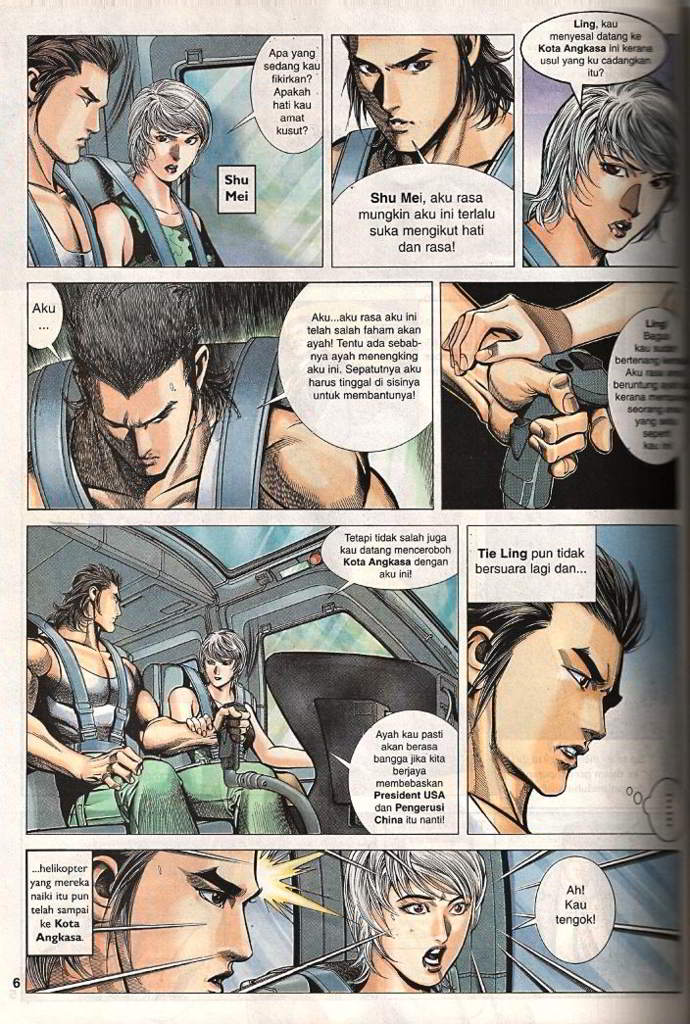 Apa yang
sedang kau
fikirkan?
Apakah
hati kau
amat
kusut?
Shu
Mei
Shu Mei, aku rasa
mungkin aku ini terlalu
suka mengikut hati
dan rasa!
Ling, kau
menyesal datang ke
Kota Angkasa ini kerana
usul yang ku cadangkan
itu?
Aku
...
Aku...aku rasa aku ini
telah salah faham akan
ayah! Tentu ada sebab-
nya ayah menengking
aku ini. Sepatutnya aku
harus tinggal di sisinya
untuk membantunya!
Ling!
kau sudah
bertenang
Aku rasa
beruntung
kerana
seorang
yang
seperti
kau ini
Tetapi tidak salah juga
kau datang menceroboh
Kota Angkasa dengan
aku ini!
Ayah kau pasti
akan berasa
bangga jika kita
berjaya
membebaskan
President USA
dan Pengerusi
China itu nanti!
Tie Ling pun tidak
bersuara lagi dan...
...helikopter
yang mereka
naiki itu pun
telah sampai
ke Kota
Angkasa.
Ah!
Kau
tengok!
6